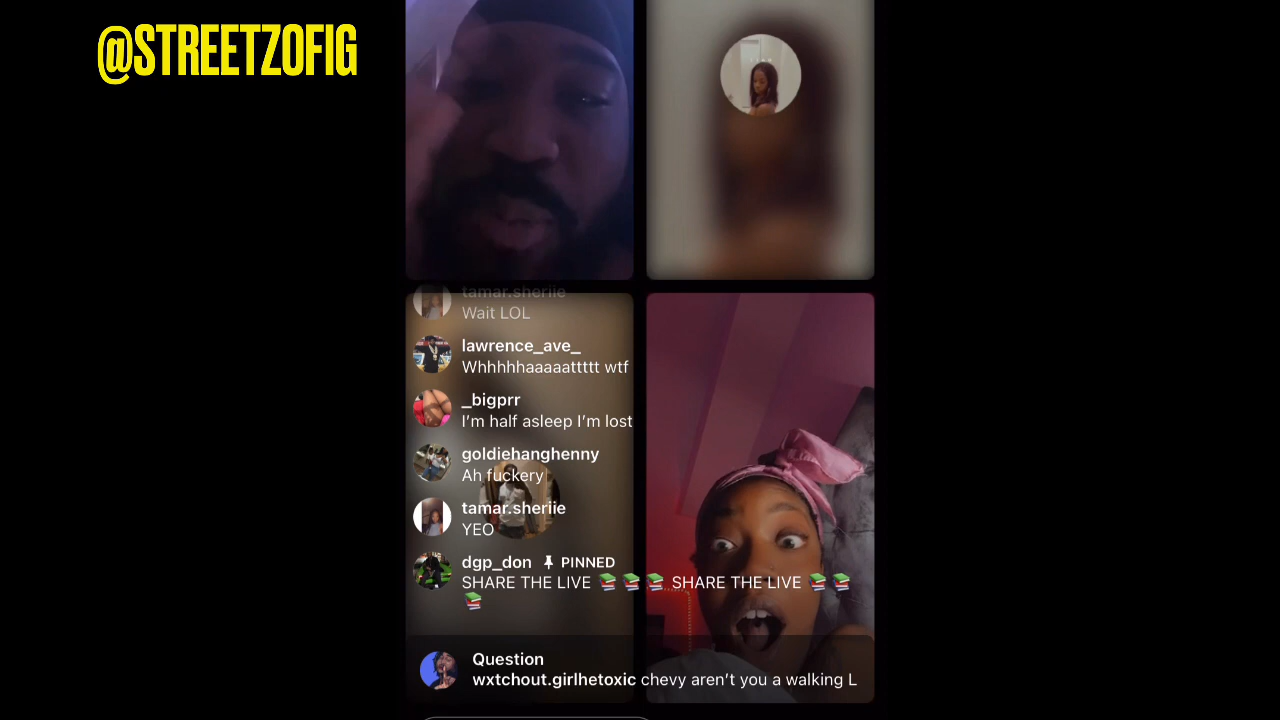 @STREETZOFIG
tamar.sheriie
Wait LOL
lawrence_ave_
Whhhhhaaaaattttt wtf
_bigprr
I'm half asleep I'm lost
goldiehanghenny
Ah fuckery
tamar.sheriie
YEO
dgp_don 📌 PINNED
SHARE THE LIVE 📚📚📚 SHARE THE LIVE 📚📚
📚
Question
wxtchout.girlhetoxic chevy aren't you a walking L